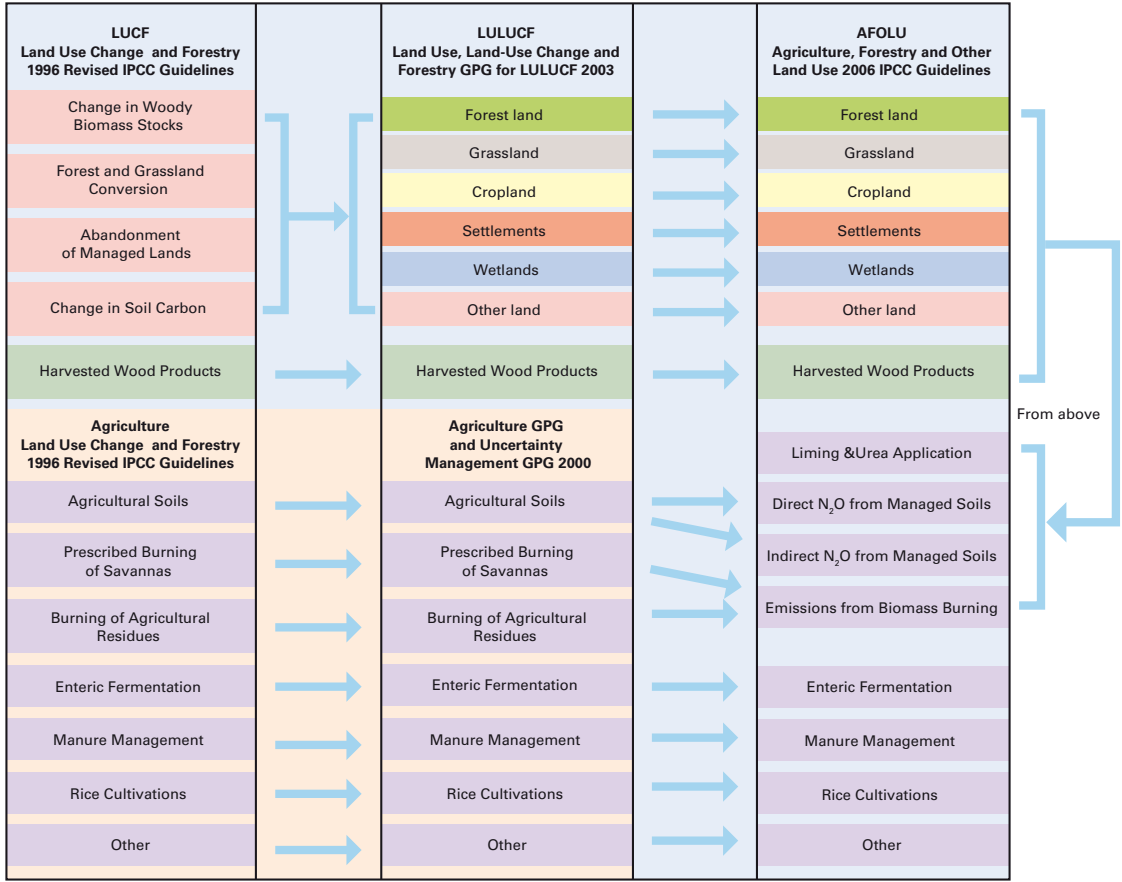 LUCF
Land Use Change and Forestry
1996 Revised IPCC Guidelines
Change in Woody
Biomass Stocks
Forest and Grassland
Conversion
Abandonment
of Managed Lands
Change in Soil Carbon
Harvested Wood Products
Agriculture
Land Use Change and Forestry
1996 Revised IPCC Guidelines
Agricultural Soils
Prescribed Burning
of Savannas
Burning of Agricultural
Residues
Enteric Fermentation
Manure Management
Rice Cultivations
Other
LULUCF
Land Use, Land-Use Change and
Forestry GPG for LULUCF 2003
Forest land
Grassland
Cropland
Settlements
Wetlands
Other land
Harvested Wood Products
Agriculture GPG
and Uncertainty
Management GPG 2000
Agricultural Soils
Prescribed Burning
of Savannas
Burning of Agricultural
Residues
Enteric Fermentation
Manure Management
Rice Cultivations
Other
AFOLU
Agriculture, Forestry and Other
Land Use 2006 IPCC Guidelines
Forest land
Grassland
Cropland
Settlements
Wetlands
Other land
Harvested Wood Products
Liming &Urea Application
Direct N₂O from Managed Soils
Indirect N₂O from Managed Soils
Emissions from Biomass Burning
Enteric Fermentation
Manure Management
Rice Cultivations
Other
From above